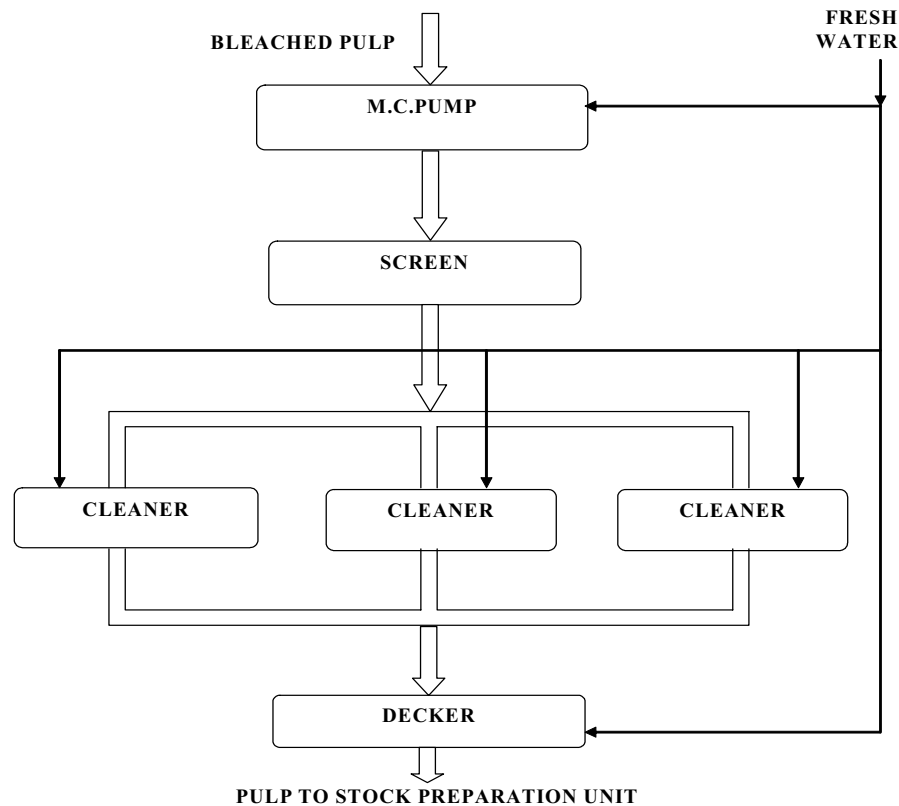 BLEACHED PULP
FRESH
WATER
M.C.PUMP
SCREEN
CLEANER
CLEANER
CLEANER
DECKER
PULP TO STOCK PREPARATION UNIT